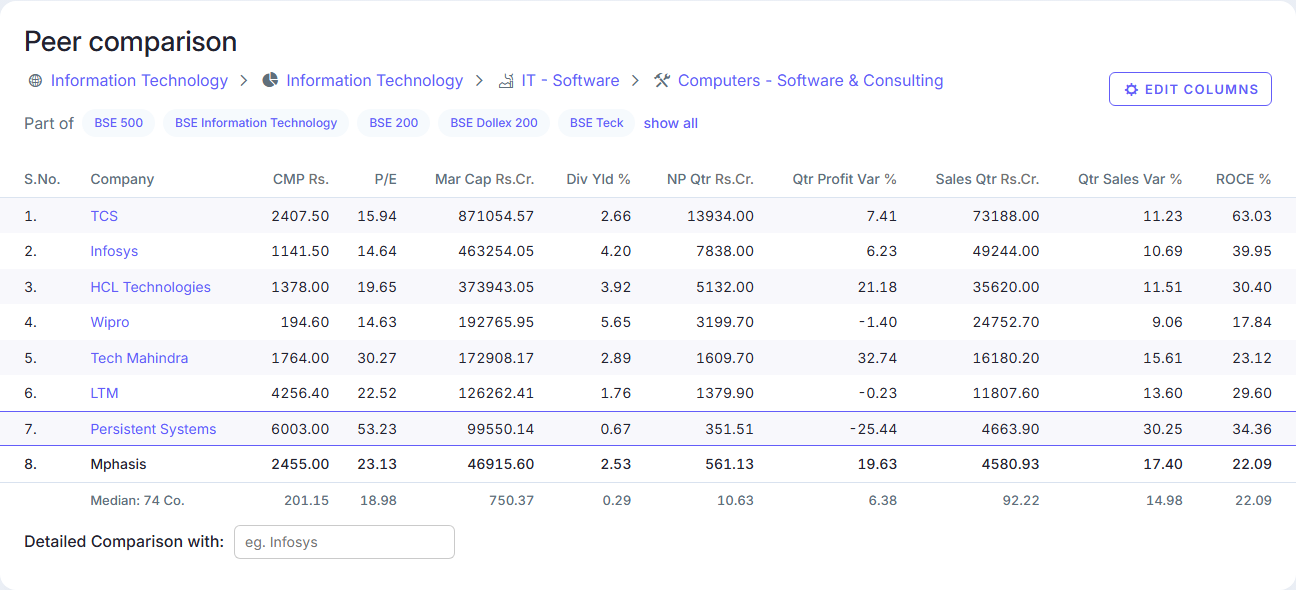 Peer comparison
Information Technology > Information Technology > IT - Software > Computers - Software & Consulting
EDIT COLUMNS
Part of BSE 500 BSE Information Technology BSE 200 BSE Dollex 200 BSE Teck show all
S.No. Company CMP Rs. P/E Mar Cap Rs.Cr. Div Yld % NP Qtr Rs.Cr. Qtr Profit Var % Sales Qtr Rs.Cr. Qtr Sales Var % ROCE %
1. TCS 2407.50 15.94 871054.57 2.66 13934.00 7.41 73188.00 11.23 63.03
2. Infosys 1141.50 14.64 463254.05 4.20 7838.00 6.23 49244.00 10.69 39.95
3. HCL Technologies 1378.00 19.65 373943.05 3.92 5132.00 21.18 35620.00 11.51 30.40
4. Wipro 194.60 14.63 192765.95 5.65 3199.70 -1.40 24752.70 9.06 17.84
5. Tech Mahindra 1764.00 30.27 172908.17 2.89 1609.70 32.74 16180.20 15.61 23.12
6. LTM 4256.40 22.52 126262.41 1.76 1379.90 -0.23 11807.60 13.60 29.60
7. Persistent Systems 6003.00 53.23 99550.14 0.67 351.51 -25.44 4663.90 30.25 34.36
8. Mphasis 2455.00 23.13 46915.60 2.53 561.13 19.63 4580.93 17.40 22.09
Median: 74 Co. 201.15 18.98 750.37 0.29 10.63 6.38 92.22 14.98 22.09
Detailed Comparison with: eg. Infosys